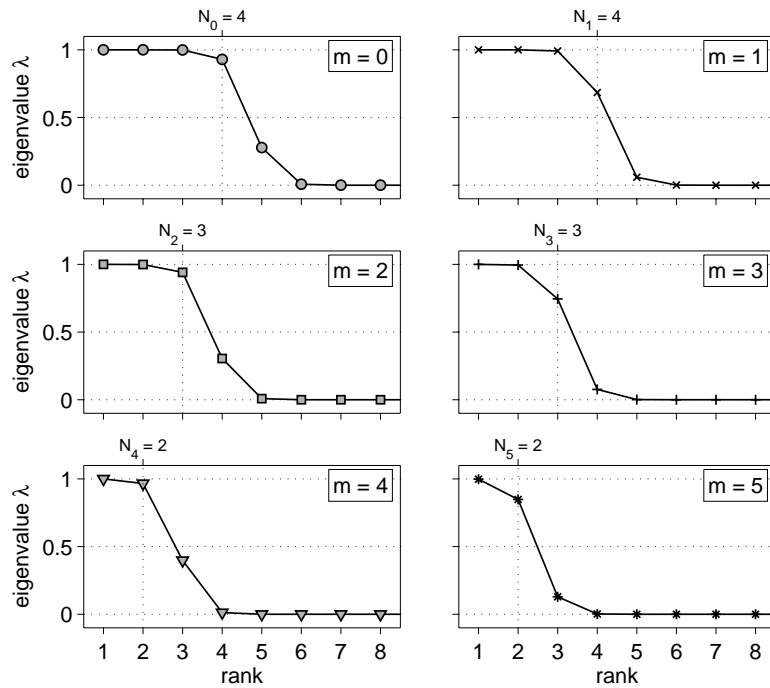 N0 = 4
N1 = 4
eigenvalue λ
1
0.5
0
m = 0
m = 1
N2 = 3
N3 = 3
eigenvalue λ
1
0.5
0
m = 2
m = 3
N4 = 2
N5 = 2
eigenvalue λ
1
0.5
0
m = 4
m = 5
1 2 3 4 5 6 7 8
1 2 3 4 5 6 7 8
rank
rank